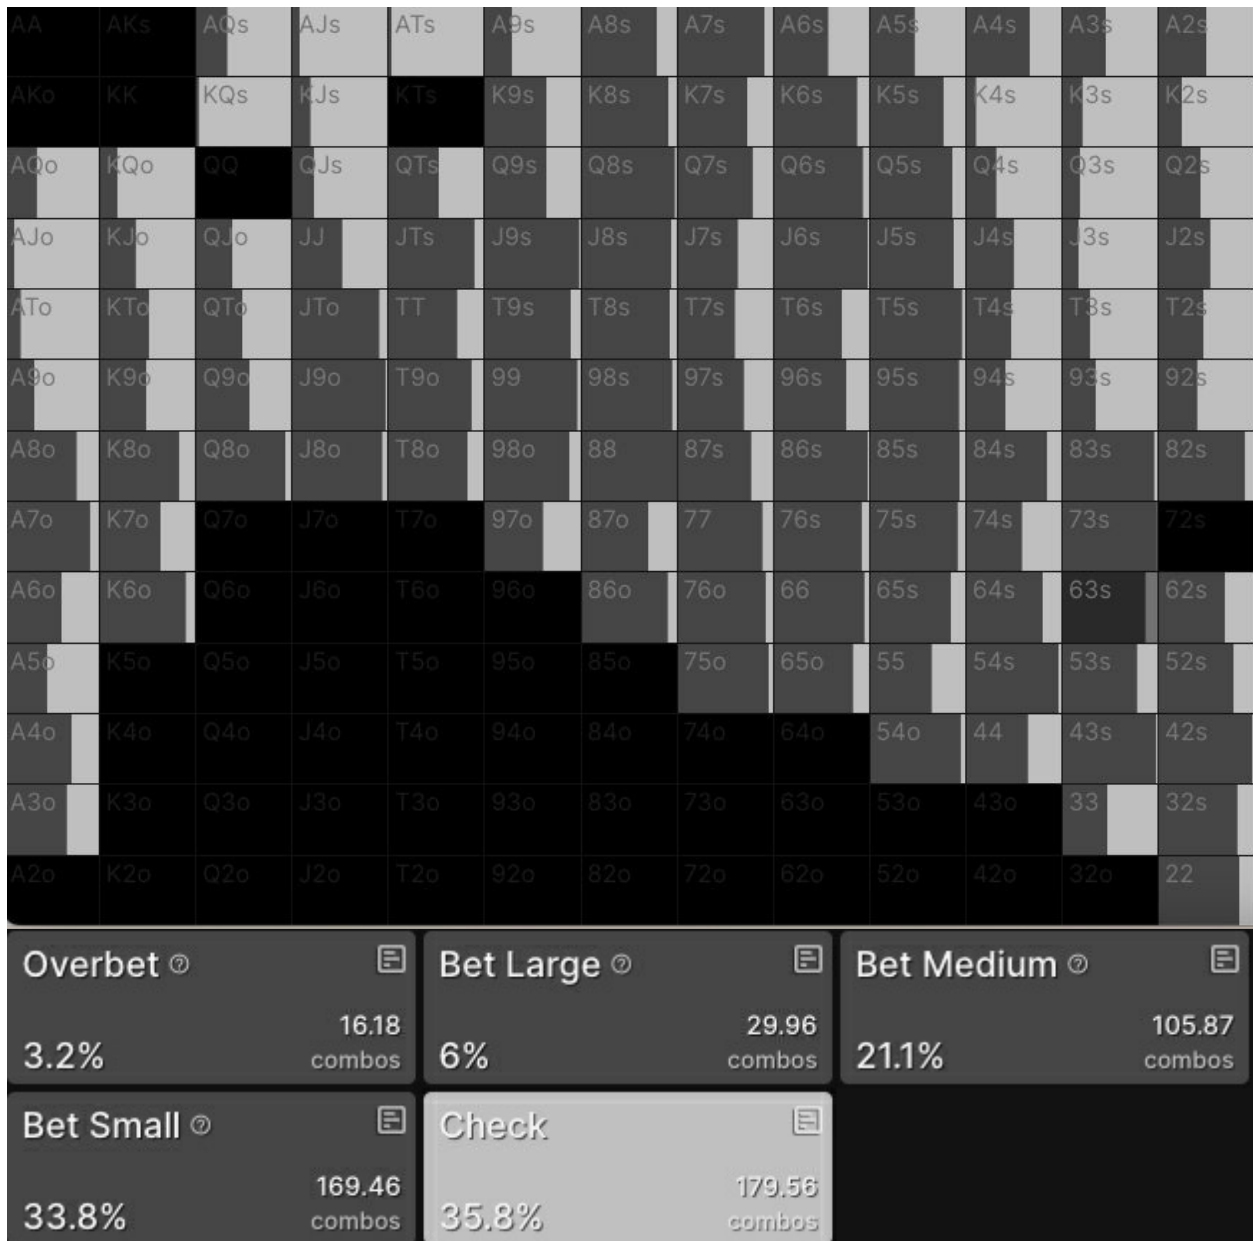 AA AKs AQs AJs ATs A9s A8s A7s A6s A5s A4s A3s A2s
AKo KK KQs KJs KTs K9s K8s K7s K6s K5s K4s K3s K2s
AQo KQo QQ QJs QTs Q9s Q8s Q7s Q6s Q5s Q4s Q3s Q2s
AJo KJo QJo JJ JTs J9s J8s J7s J6s J5s J4s J3s J2s
ATo KTo QTo JTo TT T9s T8s T7s T6s T5s T4s T3s T2s
A9o K9o Q9o J9o T9o 99 98s 97s 96s 95s 94s 93s 92s
A8o K8o Q8o J8o T8o 98o 88 87s 86s 85s 84s 83s 82s
A7o K7o Q7o J7o T7o 97o 87o 77 76s 75s 74s 73s 72s
A6o K6o Q6o J6o T6o 96o 86o 76o 66 65s 64s 63s 62s
A5o K5o Q5o J5o T5o 95o 85o 75o 65o 55 54s 53s 52s
A4o K4o Q4o J4o T4o 94o 84o 74o 64o 54o 44 43s 42s
A3o K3o Q3o J3o T3o 93o 83o 73o 63o 53o 43o 33 32s
A2o K2o Q2o J2o T2o 92o 82o 72o 62o 52o 42o 32o 22
Overbet ?
16.18
3.2% combos
Bet Large ?
29.96
6% combos
Bet Medium ?
105.87
21.1% combos
Bet Small ?
169.46
33.8% combos
Check
179.56
35.8% combos